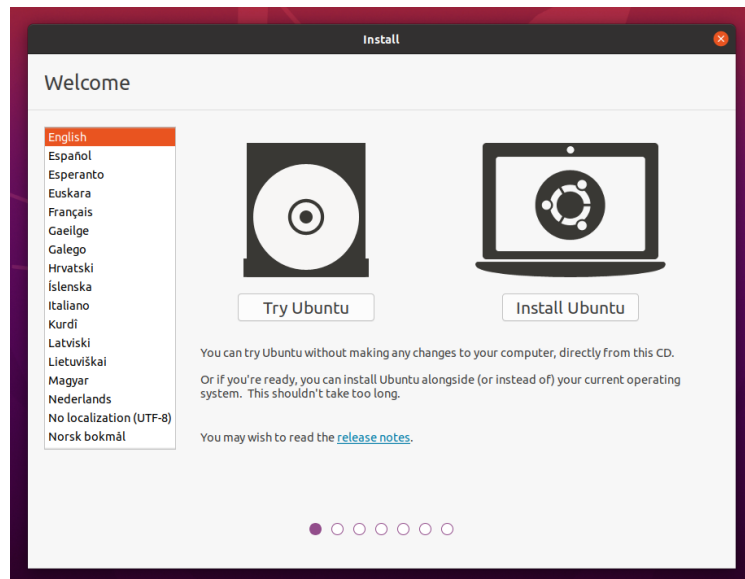 Install
Welcome
English
Español
Esperanto
Euskara
Français
Gaeilge
Galego
Hrvatski
Íslenska
Italiano
Kurdî
Latviski
Lietuviškai
Magyar
Nederlands
No localization (UTF-8)
Norsk bokmål
Try Ubuntu
Install Ubuntu
You can try Ubuntu without making any changes to your computer, directly from this CD.
Or if you're ready, you can install Ubuntu alongside (or instead of) your current operating
system. This shouldn't take too long.
You may wish to read the release notes.